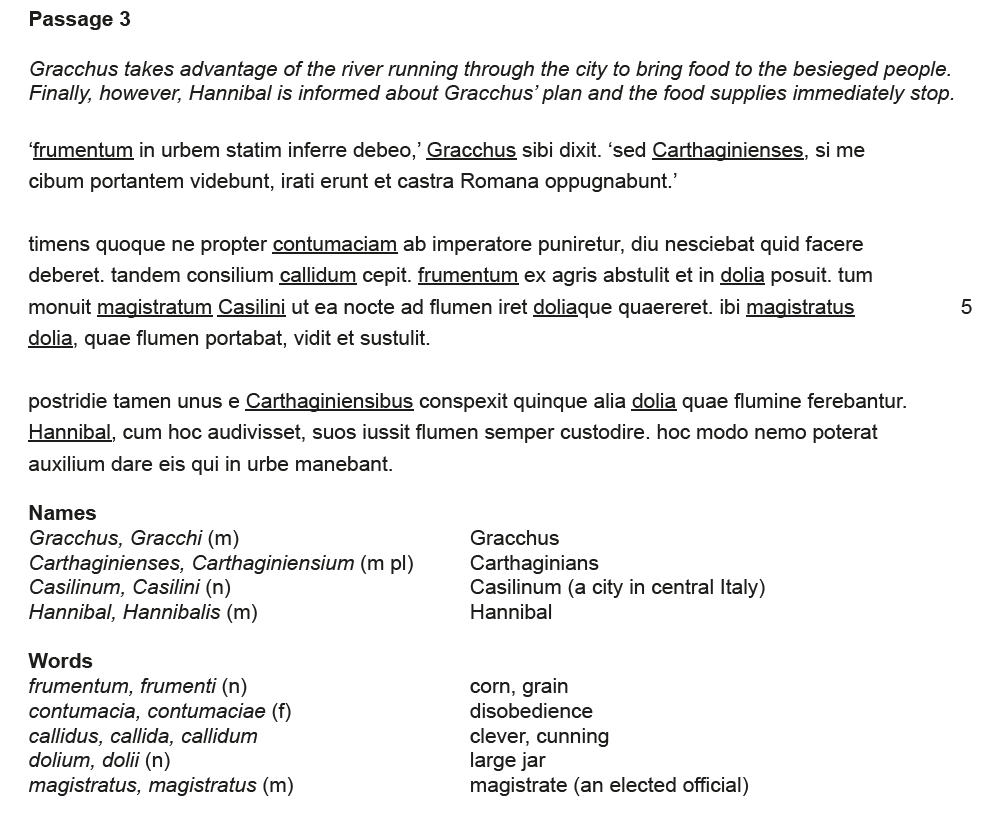 Passage 3
Gracchus takes advantage of the river running through the city to bring food to the besieged people.
Finally, however, Hannibal is informed about Gracchus’ plan and the food supplies immediately stop.
‘frumentum in urbem statim inferre debeo,’ Gracchus sibi dixit. ‘sed Carthaginienses, si me
cibum portantem videbunt, irati erunt et castra Romana oppugnabunt.’
timens quoque ne propter contumaciam ab imperatore puniretur, diu nesciebat quid facere
deberet. tandem consilium callidum cepit. frumentum ex agris abstulit et in dolia posuit. tum
monuit magistratum Casilini ut ea nocte ad flumen iret doliaque quaereret. ibi magistratus 5
dolia, quae flumen portabat, vidit et sustulit.
postridie tamen unus e Carthaginiensibus conspexit quinque alia dolia quae flumine ferebantur.
Hannibal, cum hoc audivisset, suos iussit flumen semper custodire. hoc modo nemo poterat
auxilium dare eis qui in urbe manebant.
Names
Gracchus, Gracchi (m) Gracchus
Carthaginienses, Carthaginiensium (m pl) Carthaginians
Casilinum, Casilini (n) Casilinum (a city in central Italy)
Hannibal, Hannibalis (m) Hannibal
Words
frumentum, frumenti (n) corn, grain
contumacia, contumaciae (f) disobedience
callidus, callida, callidum clever, cunning
dolium, dolii (n) large jar
magistratus, magistratus (m) magistrate (an elected official)